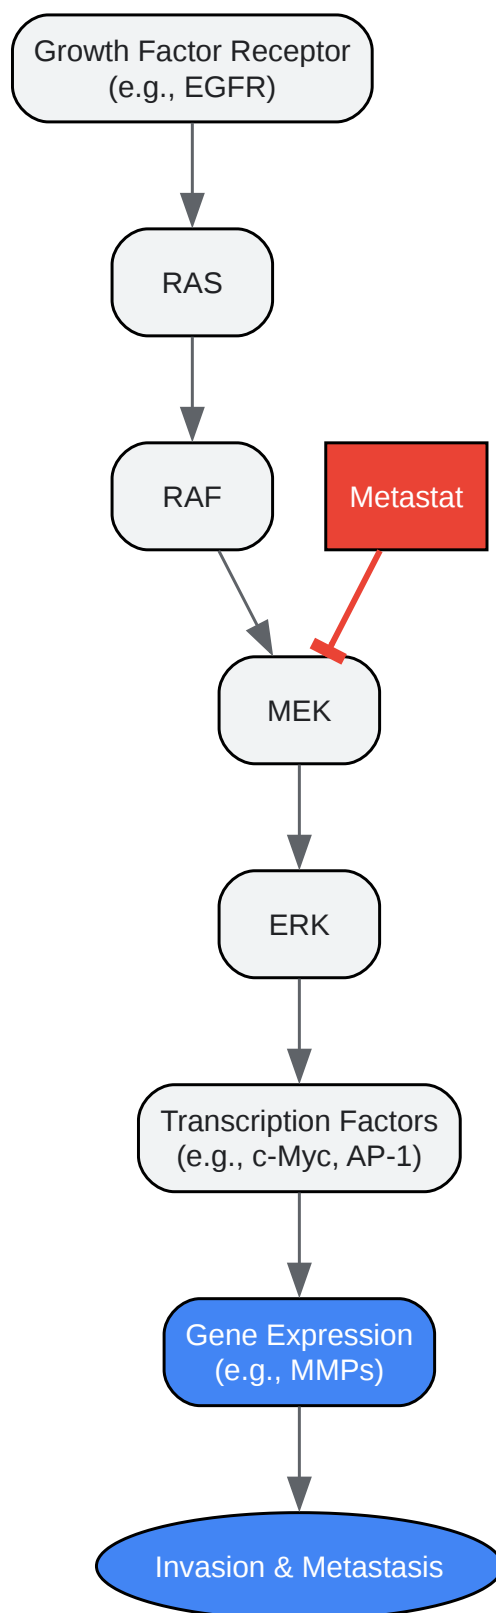 Growth Factor Receptor
(e.g., EGFR)
RAS
RAF
Metastat
MEK
ERK
Transcription Factors
(e.g., c-Myc, AP-1)
Gene Expression
(e.g., MMPs)
Invasion & Metastasis